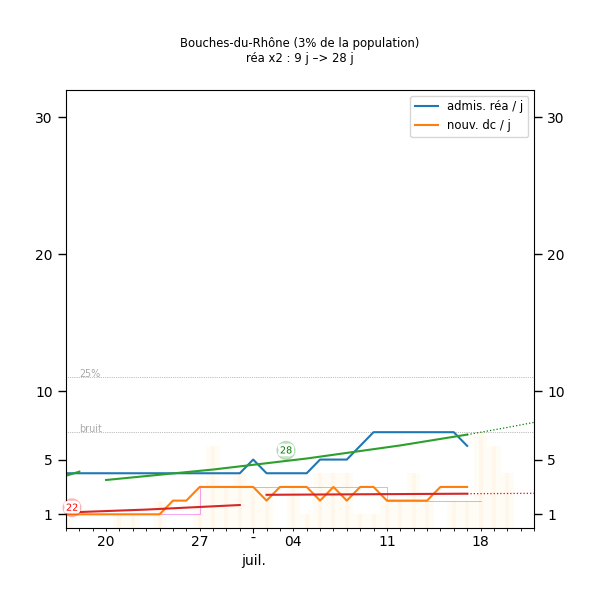 Bouches-du-Rhône (3% de la population)
réa x2 : 9 j –> 28 j
admis. réa / j
nouv. dc / j
30 30
20 20
25%
10 10
bruit
28
5 5
22
1 1
20 27 - 04 11 18
juil.